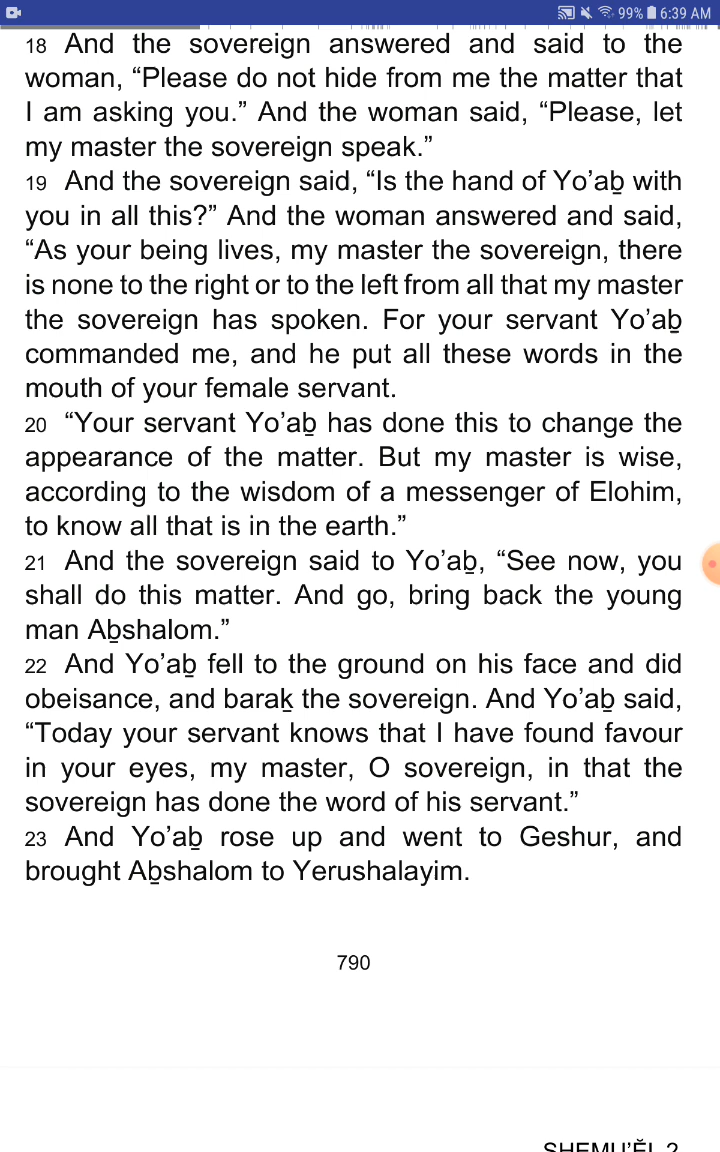 99% 6:39 AM
18 And the sovereign answered and said to the
woman, “Please do not hide from me the matter that
I am asking you.” And the woman said, “Please, let
my master the sovereign speak.”
19 And the sovereign said, “Is the hand of Yo’aḇ with
you in all this?” And the woman answered and said,
“As your being lives, my master the sovereign, there
is none to the right or to the left from all that my master
the sovereign has spoken. For your servant Yo’aḇ
commanded me, and he put all these words in the
mouth of your female servant.
20 “Your servant Yo’aḇ has done this to change the
appearance of the matter. But my master is wise,
according to the wisdom of a messenger of Elohim,
to know all that is in the earth.”
21 And the sovereign said to Yo’aḇ, “See now, you
shall do this matter. And go, bring back the young
man Aḇshalom.”
22 And Yo’aḇ fell to the ground on his face and did
obeisance, and baraḵ the sovereign. And Yo’aḇ said,
“Today your servant knows that I have found favour
in your eyes, my master, O sovereign, in that the
sovereign has done the word of his servant.”
23 And Yo’aḇ rose up and went to Geshur, and
brought Aḇshalom to Yerushalayim.
790
SHEMU’ĔL 2